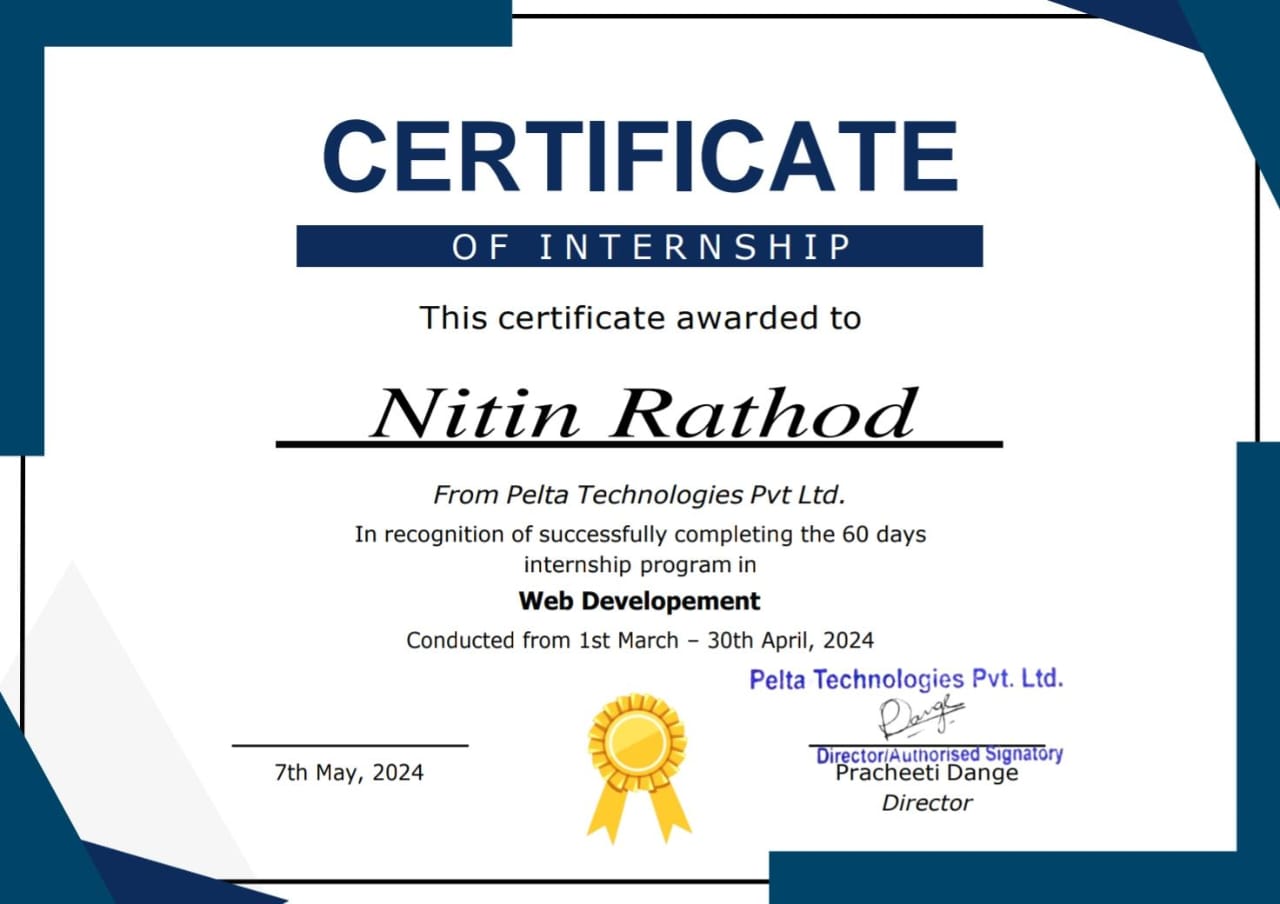 CERTIFICATE
OF INTERNSHIP
This certificate awarded to
Nitin Rathod
From Pelta Technologies Pvt Ltd.
In recognition of successfully completing the 60 days
internship program in
Web Developement
Conducted from 1st March – 30th April, 2024
Pelta Technologies Pvt. Ltd.
Dange
Director/Authorised Signatory
7th May, 2024
Pracheeti Dange
Director